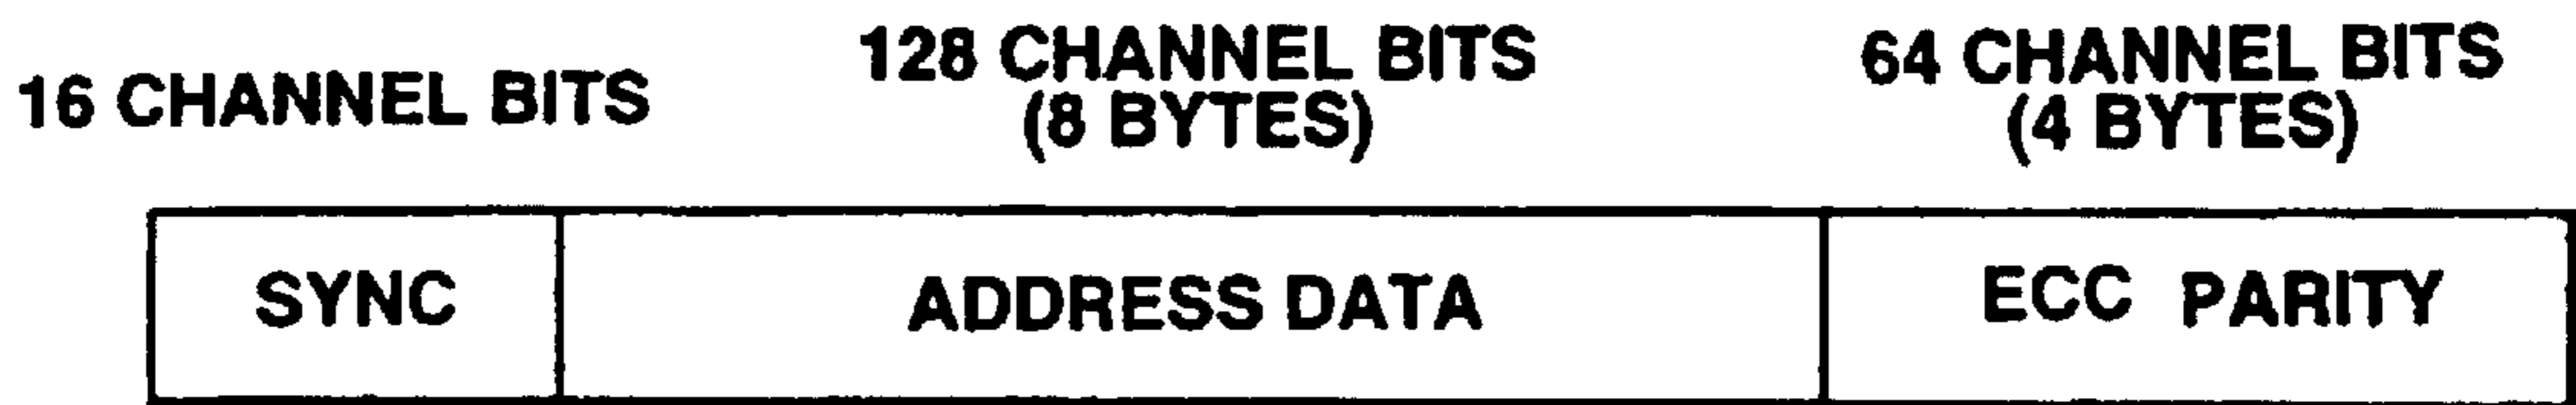 16 CHANNEL BITS
128 CHANNEL BITS
(8 BYTES)
64 CHANNEL BITS
(4 BYTES)
SYNC
ADDRESS DATA
ECC PARITY